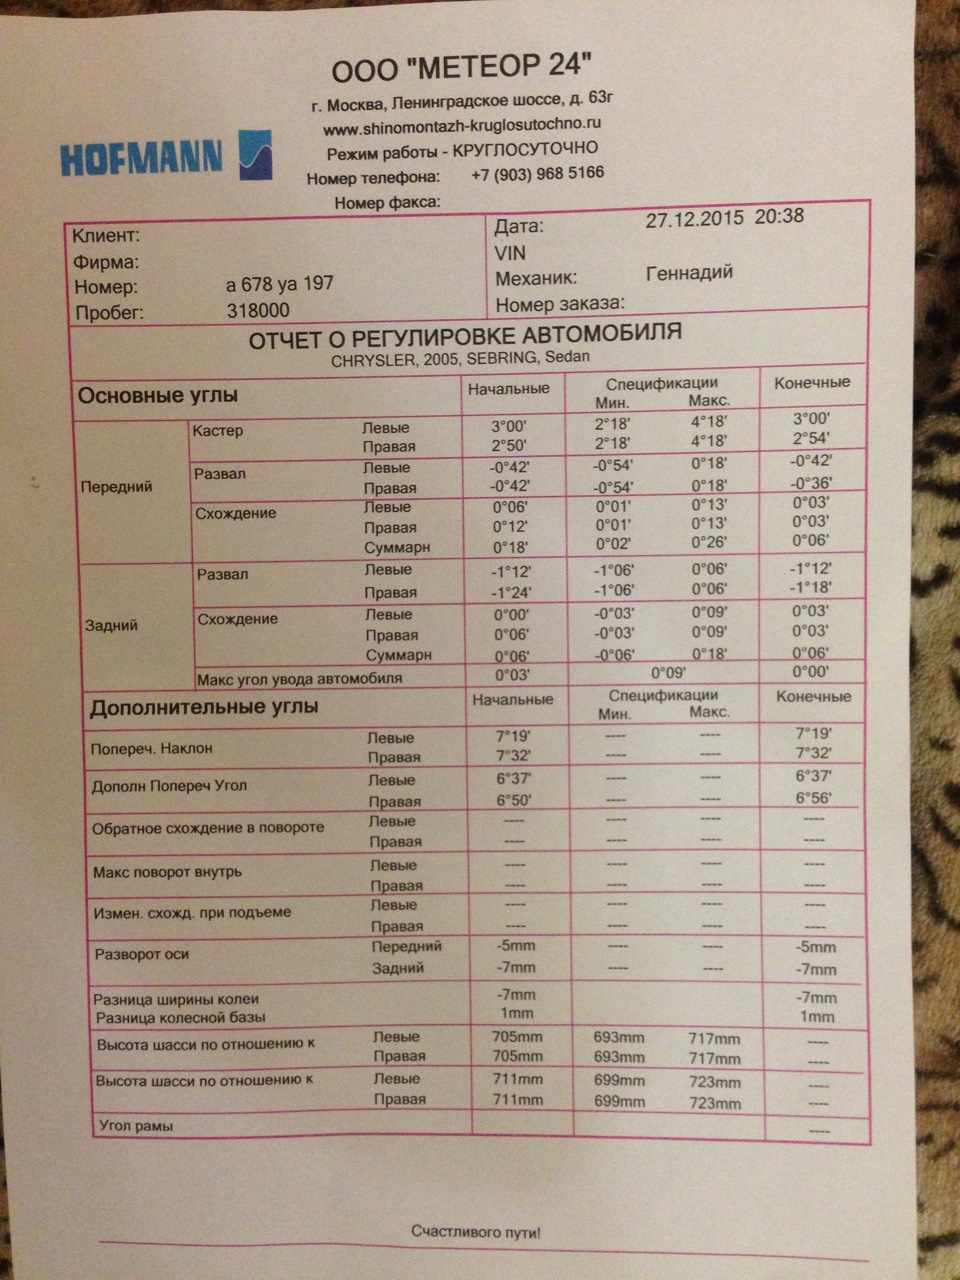 ООО "МЕТЕОР 24"
г. Москва, Ленинградское шоссе, д. 63г
www.shinomontazh-kruglosutochno.ru
HOFMANN
Режим работы - КРУГЛОСУТОЧНО
Номер телефона: +7 (903) 968 5166
Номер факса:
Клиент:
Фирма:
Номер: а 678 уа 197
Пробег: 318000
Дата: 27.12.2015 20:38
VIN
Механик: Геннадий
Номер заказа:
ОТЧЕТ О РЕГУЛИРОВКЕ АВТОМОБИЛЯ
CHRYSLER, 2005, SEBRING, Sedan
Основные углы Начальные Спецификации Конечные
Мин. Макс.
Передний
Кастер Левые 3°00' 2°18' 4°18' 3°00'
Правая 2°50' 2°18' 4°18' 2°54'
Развал Левые -0°42' -0°54' 0°18' -0°42'
Правая -0°42' -0°54' 0°18' -0°36'
Схождение Левые 0°06' 0°01' 0°13' 0°03'
Правая 0°12' 0°01' 0°13' 0°03'
Суммарн 0°18' 0°02' 0°26' 0°06'
Задний
Развал Левые -1°12' -1°06' 0°06' -1°12'
Правая -1°24' -1°06' 0°06' -1°18'
Схождение Левые 0°00' -0°03' 0°09' 0°03'
Правая 0°06' -0°03' 0°09' 0°03'
Суммарн 0°06' -0°06' 0°18' 0°06'
Макс угол увода автомобиля 0°03' 0°09' 0°00'
Дополнительные углы Начальные Спецификации Конечные
Мин. Макс.
Попереч. Наклон Левые 7°19' ---- ---- 7°19'
Правая 7°32' ---- ---- 7°32'
Дополн Попереч Угол Левые 6°37' ---- ---- 6°37'
Правая 6°50' ---- ---- 6°56'
Обратное схождение в повороте Левые ---- ---- ---- ----
Правая ---- ---- ---- ----
Макс поворот внутрь Левые ---- ---- ---- ----
Правая ---- ---- ---- ----
Измен. схожд. при подъеме Левые ---- ---- ---- ----
Правая ---- ---- ---- ----
Разворот оси Передний -5mm ---- ---- -5mm
Задний -7mm ---- ---- -7mm
Разница ширины колеи -7mm -7mm
Разница колесной базы 1mm 1mm
Высота шасси по отношению к Левые 705mm 693mm 717mm ----
Правая 705mm 693mm 717mm ----
Высота шасси по отношению к Левые 711mm 699mm 723mm ----
Правая 711mm 699mm 723mm ----
Угол рамы ----
Счастливого пути!